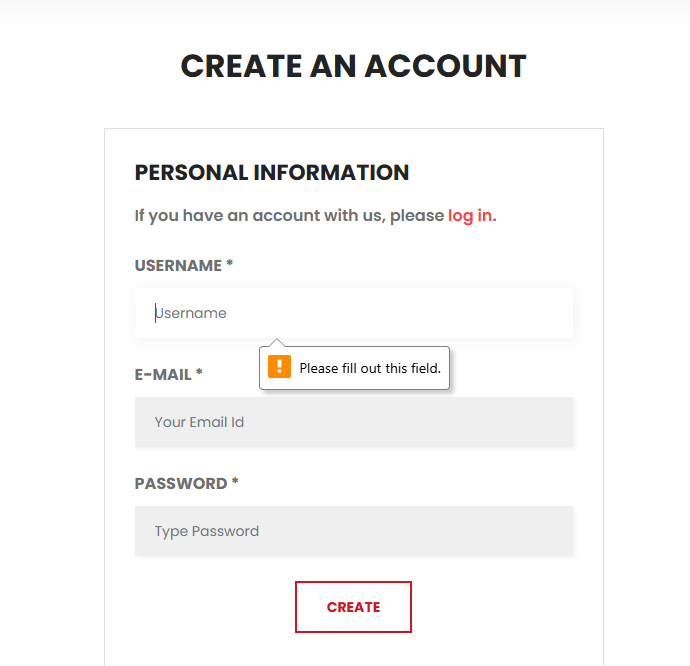 CREATE AN ACCOUNT
PERSONAL INFORMATION
If you have an account with us, please log in.
USERNAME *
Username
Please fill out this field.
E-MAIL *
Your Email Id
PASSWORD *
Type Password
CREATE